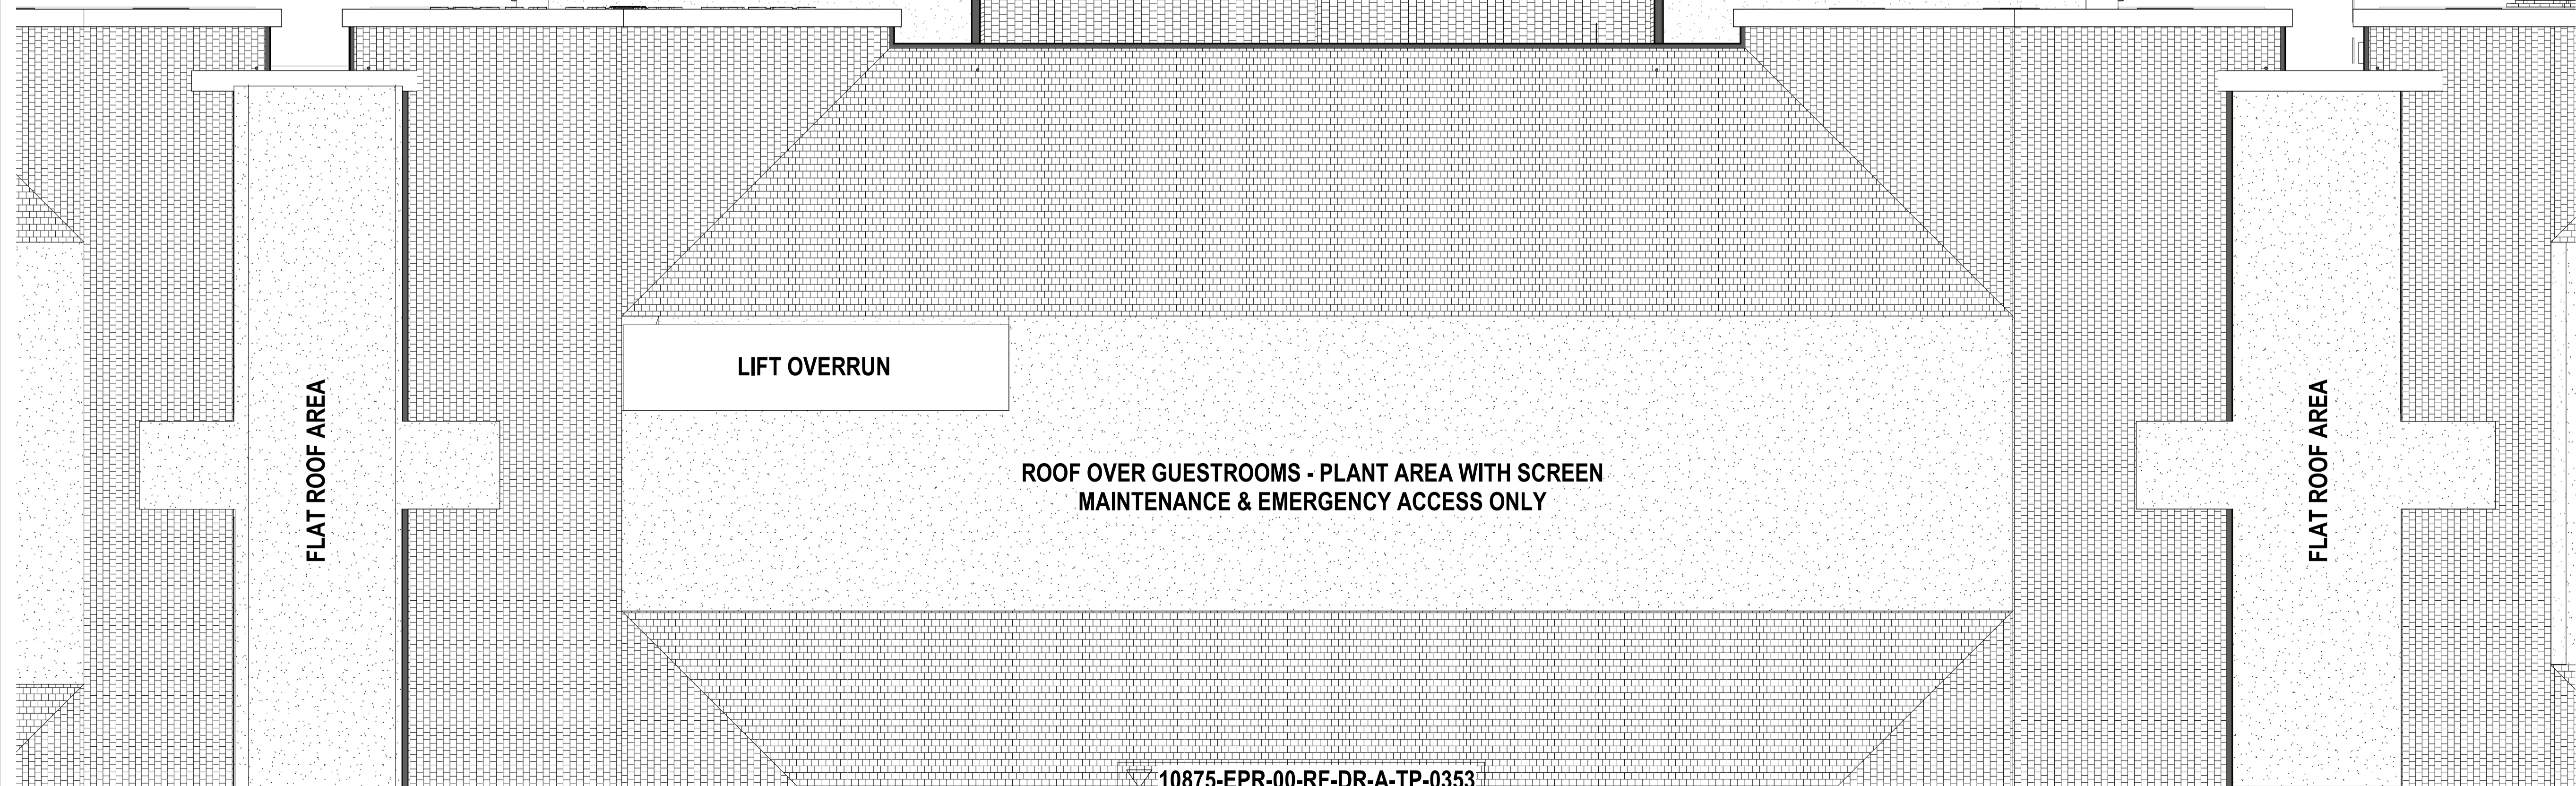 LIFT OVERRUN
FLAT ROOF AREA
FLAT ROOF AREA
ROOF OVER GUESTROOMS - PLANT AREA WITH SCREEN
MAINTENANCE & EMERGENCY ACCESS ONLY
10875-EPR-00-RF-DR-A-TP-0353